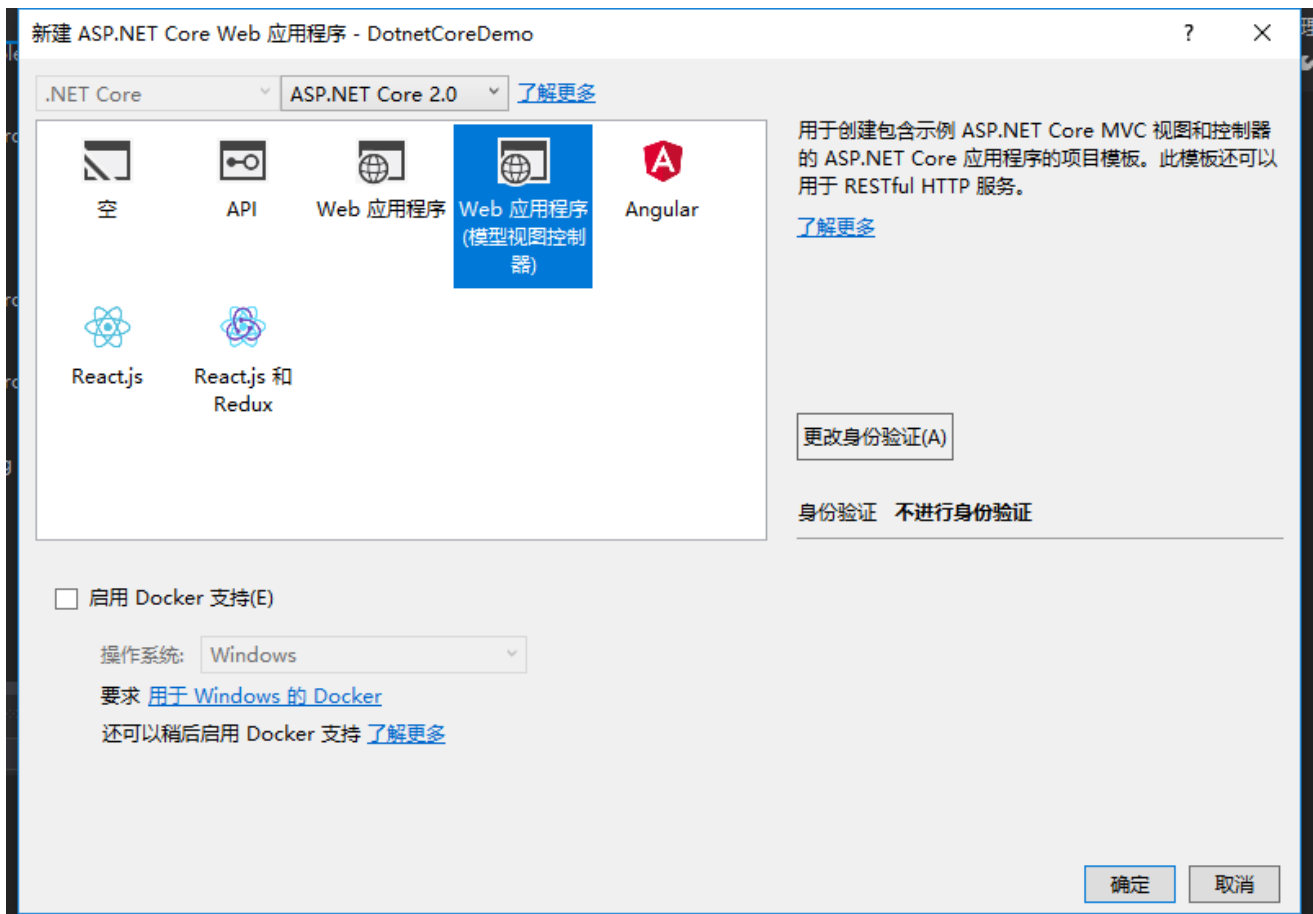 新建 ASP.NET Core Web 应用程序 - DotnetCoreDemo
? ×
.NET Core
ASP.NET Core 2.0
了解更多
空
API
Web 应用程序
Web 应用程序
(模型视图控制
器)
Angular
React.js
React.js 和
Redux
用于创建包含示例 ASP.NET Core MVC 视图和控制器
的 ASP.NET Core 应用程序的项目模板。此模板还可以
用于 RESTful HTTP 服务。
了解更多
更改身份验证(A)
身份验证 不进行身份验证
启用 Docker 支持(E)
操作系统: Windows
要求 用于 Windows 的 Docker
还可以稍后启用 Docker 支持 了解更多
确定
取消